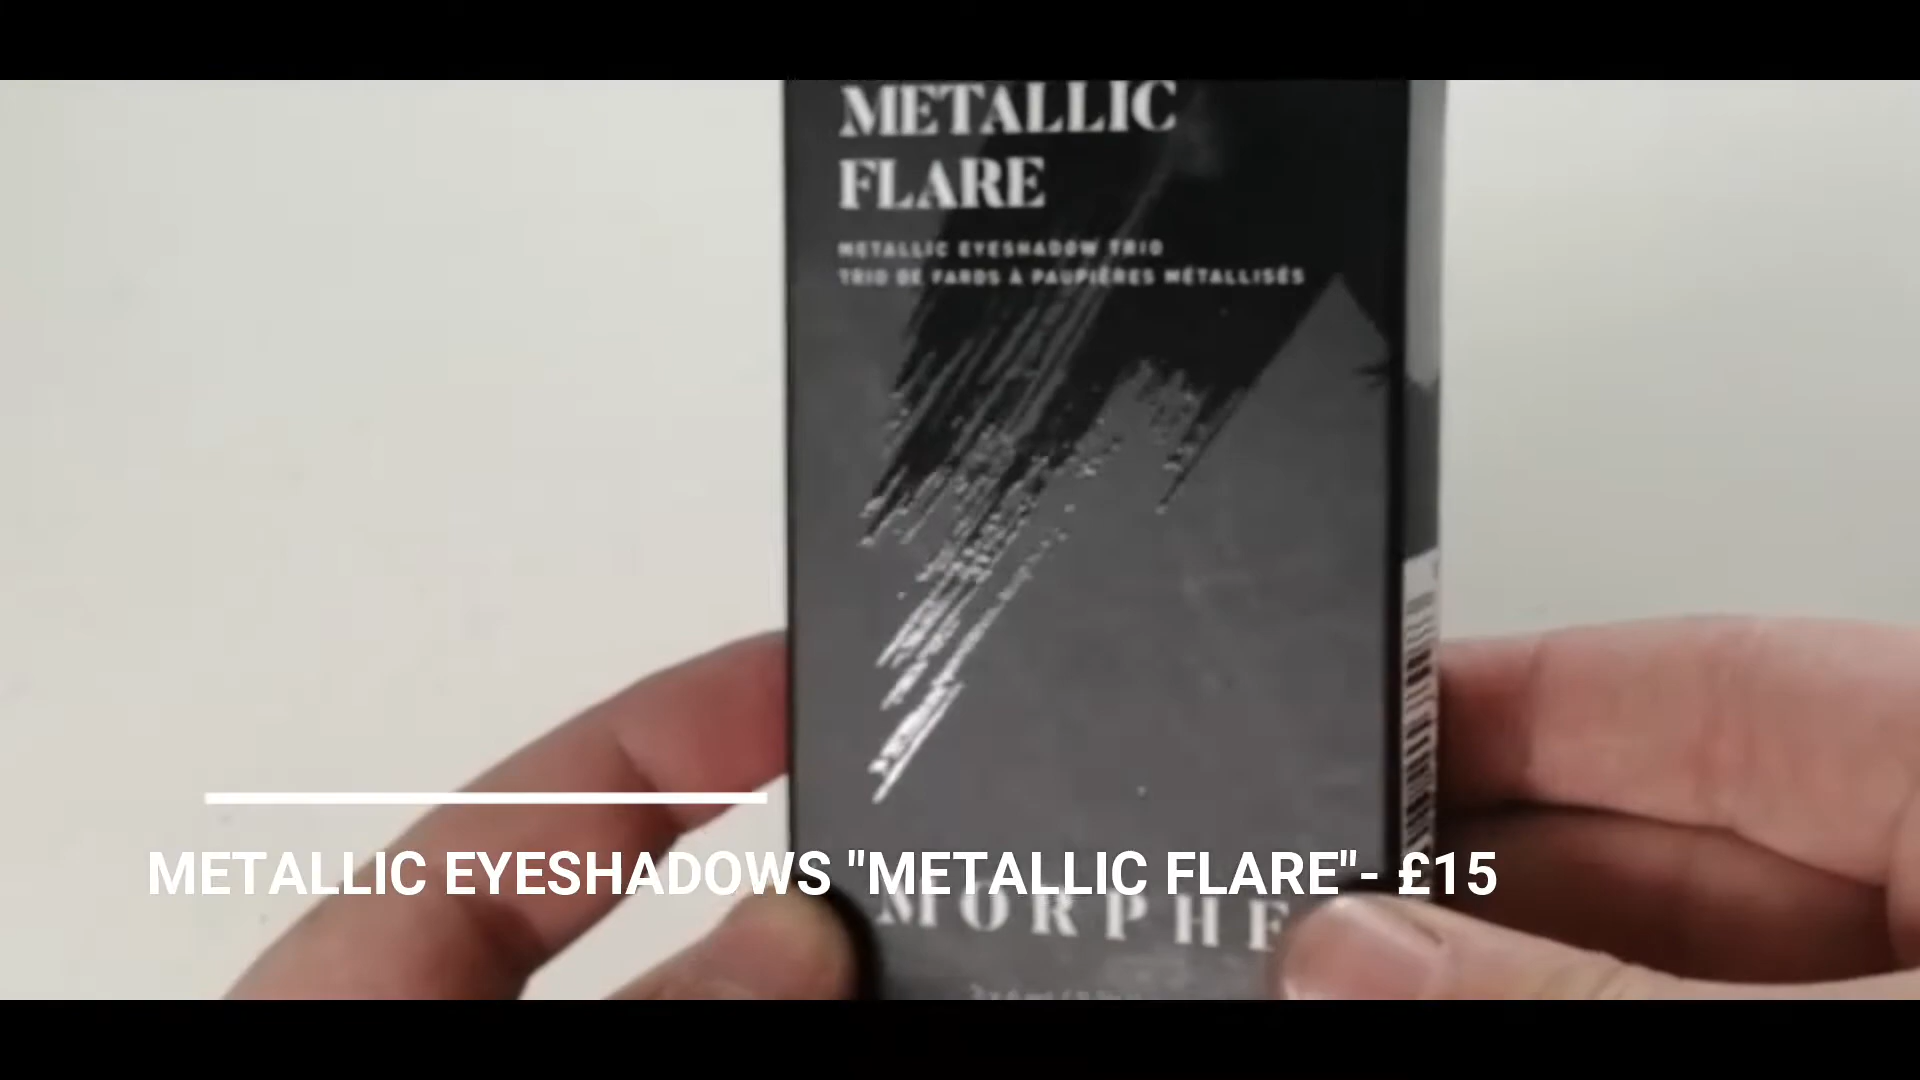 METALLIC
FLARE
METALLIC EYESHADOW TRIO
TRIO DE FARDS À PAUPIÈRES MÉTALLISÉS
METALLIC EYESHADOWS "METALLIC FLARE"- £15
MORPHE